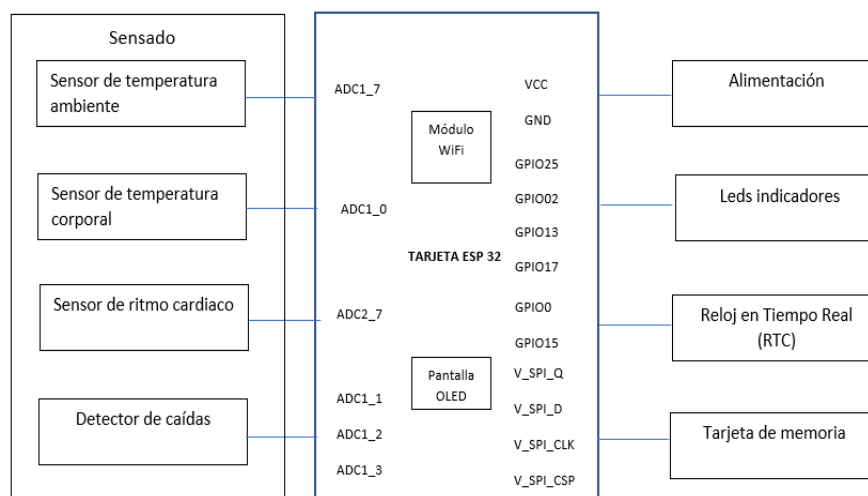 Sensado
Sensor de temperatura
ambiente
Sensor de temperatura
corporal
Sensor de ritmo cardiaco
Detector de caídas
ADC1_7
ADC1_0
ADC2_7
ADC1_1
ADC1_2
ADC1_3
Módulo
WiFi
TARJETA ESP 32
Pantalla
OLED
VCC
GND
GPIO25
GPIO02
GPIO13
GPIO17
GPIO0
GPIO15
V_SPI_Q
V_SPI_D
V_SPI_CLK
V_SPI_CSP
Alimentación
Leds indicadores
Reloj en Tiempo Real
(RTC)
Tarjeta de memoria